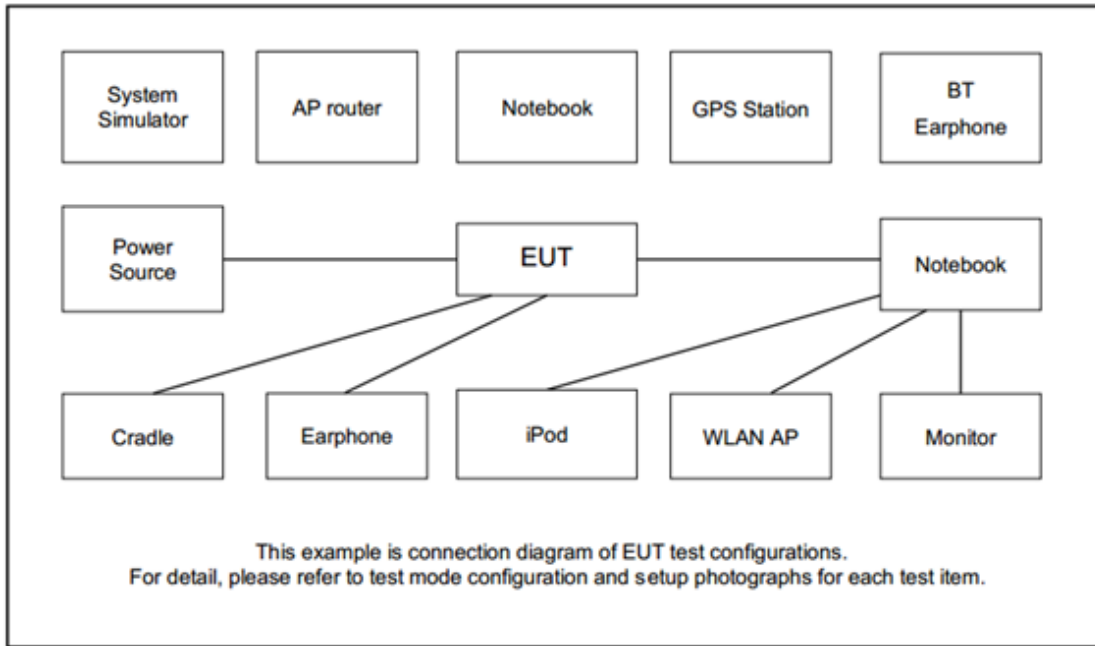 System
Simulator
AP router
Notebook
GPS Station
BT
Earphone
Power
Source
EUT
Notebook
Cradle
Earphone
iPod
WLAN AP
Monitor
This example is connection diagram of EUT test configurations.
For detail, please refer to test mode configuration and setup photographs for each test item.